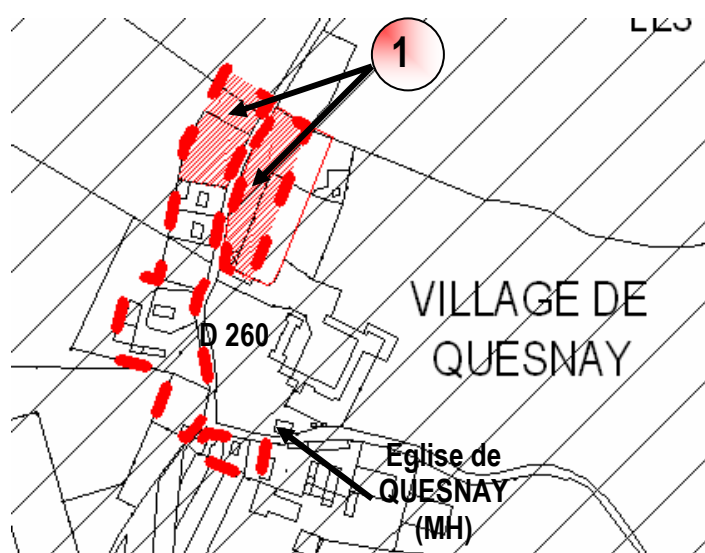 1
VILLAGE DE
QUESNAY
D 260
Eglise de
QUESNAY
(MH)